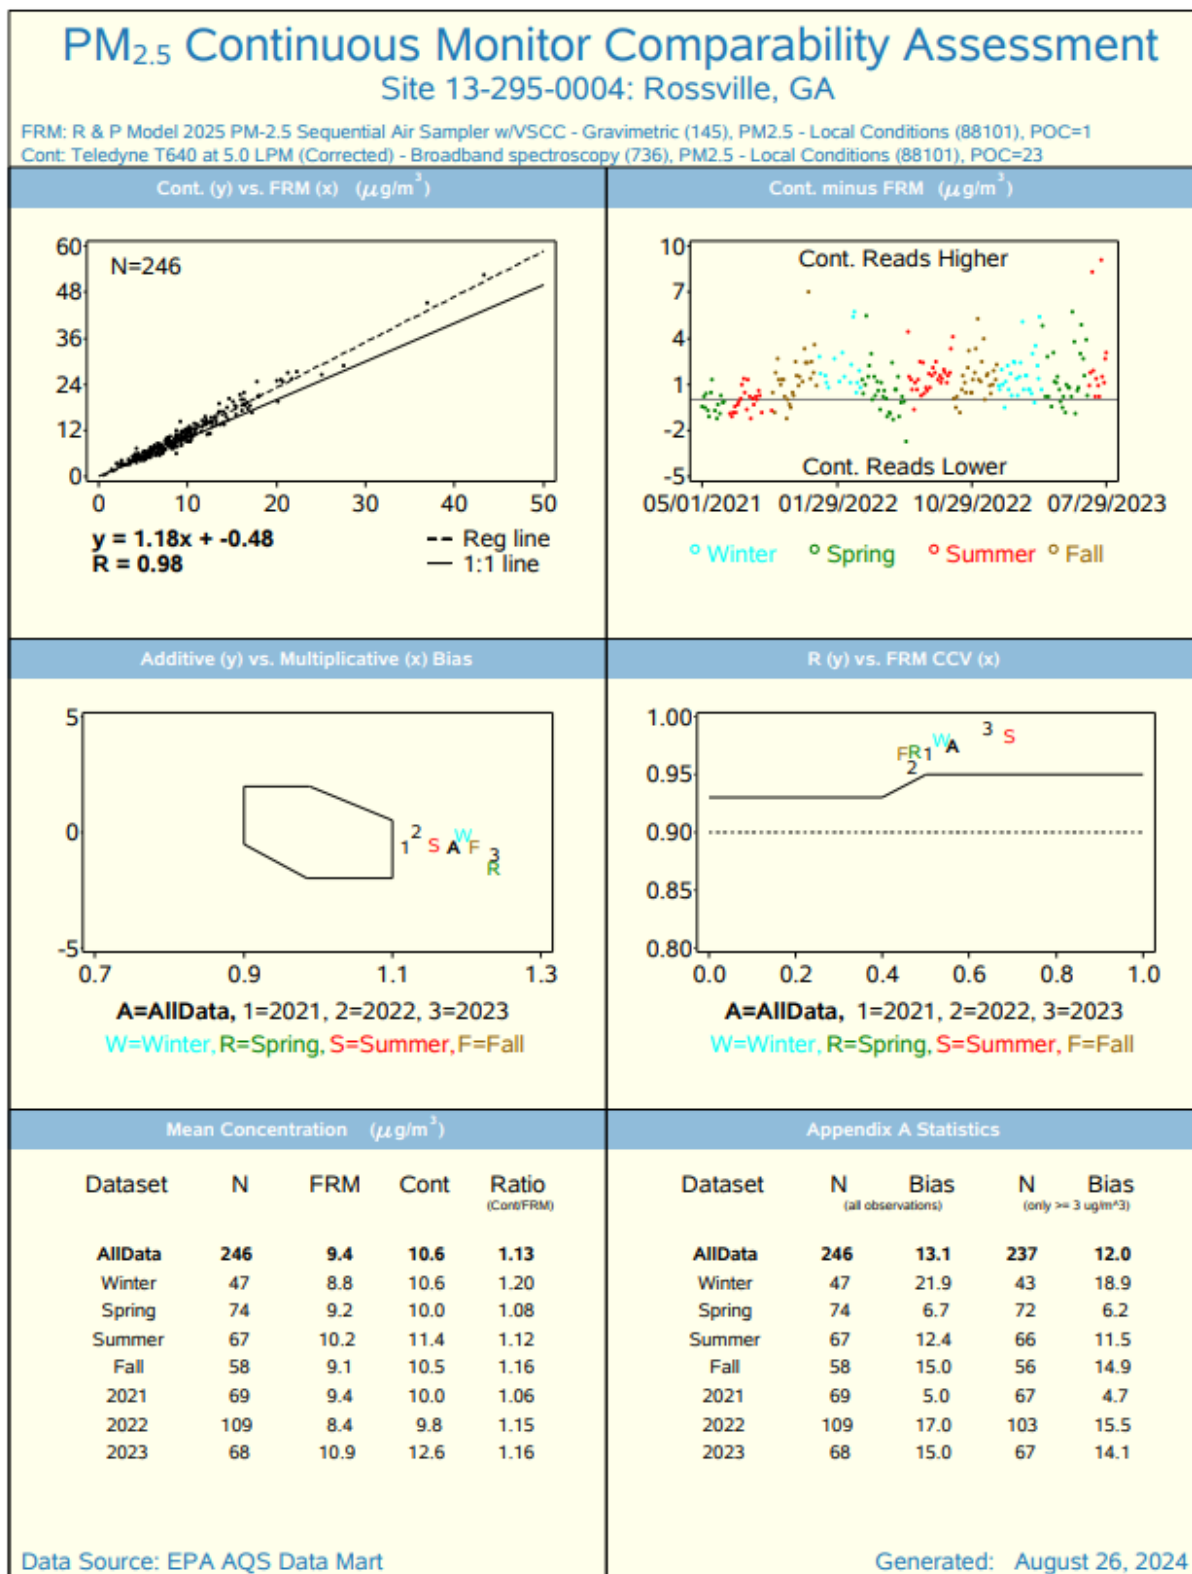 PM2.5 Continuous Monitor Comparability Assessment
Site 13-295-0004: Rossville, GA
FRM: R & P Model 2025 PM-2.5 Sequential Air Sampler w/VSCC - Gravimetric (145), PM2.5 - Local Conditions (88101), POC=1
Cont: Teledyne T640 at 5.0 LPM (Corrected) - Broadband spectroscopy (736), PM2.5 - Local Conditions (88101), POC=23
Cont. (y) vs. FRM (x) (μg/m³)
60
48
36
24
12
0
N=246
0 10 20 30 40 50
y = 1.18x + -0.48
R = 0.98
Reg line
1:1 line
Cont. minus FRM (μg/m³)
10
7
4
1
-2
-5
Cont. Reads Higher
Cont. Reads Lower
05/01/2021 01/29/2022 10/29/2022 07/29/2023
Winter Spring Summer Fall
Additive (y) vs. Multiplicative (x) Bias
5
0
-5
1 2 S A W F 3 R
0.7 0.9 1.1 1.3
A=AllData, 1=2021, 2=2022, 3=2023
W=Winter, R=Spring, S=Summer, F=Fall
R (y) vs. FRM CCV (x)
1.00
0.95
0.90
0.85
0.80
F R 2 1 W A 3 S
0.0 0.2 0.4 0.6 0.8 1.0
A=AllData, 1=2021, 2=2022, 3=2023
W=Winter, R=Spring, S=Summer, F=Fall
Mean Concentration (μg/m³)
Dataset N FRM Cont Ratio
(Cont/FRM)
AllData 246 9.4 10.6 1.13
Winter 47 8.8 10.6 1.20
Spring 74 9.2 10.0 1.08
Summer 67 10.2 11.4 1.12
Fall 58 9.1 10.5 1.16
2021 69 9.4 10.0 1.06
2022 109 8.4 9.8 1.15
2023 68 10.9 12.6 1.16
Appendix A Statistics
Dataset N Bias N Bias
(all observations) (only >= 3 ug/m^3)
AllData 246 13.1 237 12.0
Winter 47 21.9 43 18.9
Spring 74 6.7 72 6.2
Summer 67 12.4 66 11.5
Fall 58 15.0 56 14.9
2021 69 5.0 67 4.7
2022 109 17.0 103 15.5
2023 68 15.0 67 14.1
Data Source: EPA AQS Data Mart
Generated: August 26, 2024